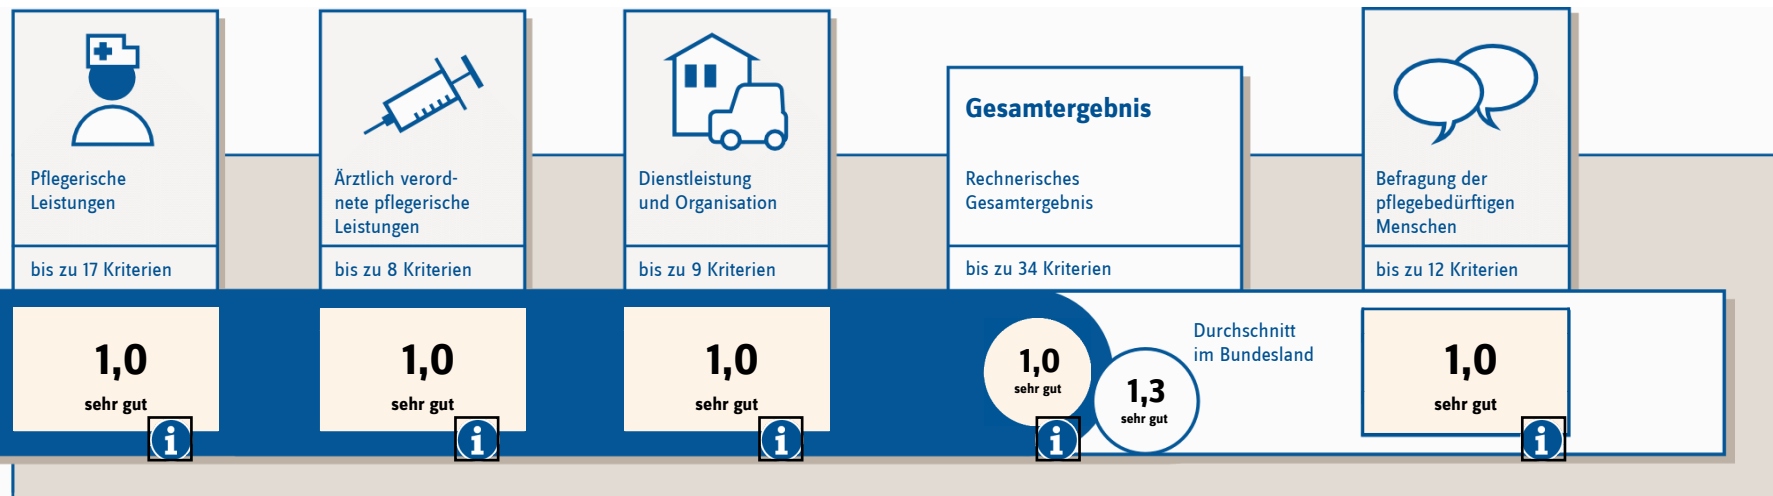 Pflegerische
Leistungen
bis zu 17 Kriterien
1,0
sehr gut
i
Ärztlich verord-
nete pflegerische
Leistungen
bis zu 8 Kriterien
1,0
sehr gut
i
Dienstleistung
und Organisation
bis zu 9 Kriterien
1,0
sehr gut
i
Gesamtergebnis
Rechnerisches
Gesamtergebnis
bis zu 34 Kriterien
1,0
sehr gut
i
Durchschnitt
im Bundesland
1,3
sehr gut
Befragung der
pflegebedürftigen
Menschen
bis zu 12 Kriterien
1,0
sehr gut
i